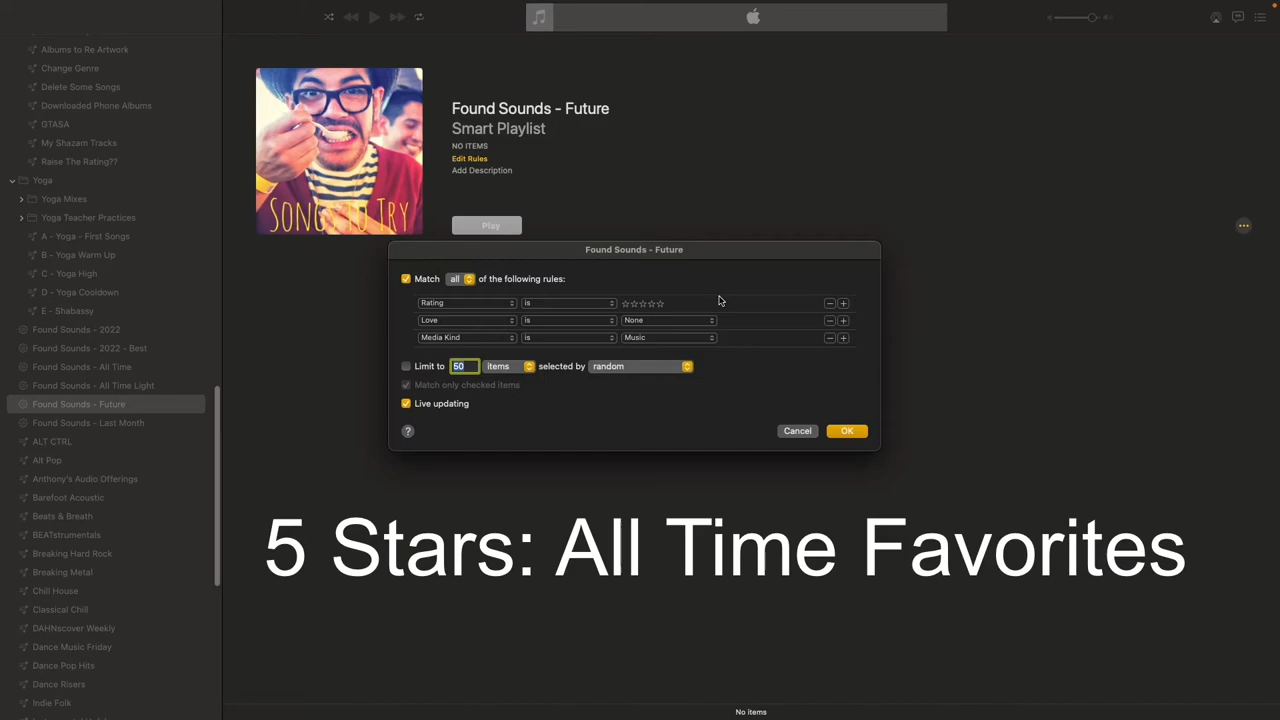 Albums to Re Artwork
Change Genre
Delete Some Songs
Downloaded Phone Albums
GTASA
My Shazam Tracks
Raise The Rating??
Yoga
Yoga Mixes
Yoga Teacher Practices
A - Yoga - First Songs
B - Yoga Warm Up
C - Yoga High
D - Yoga Cooldown
E - Shabassy
Found Sounds - 2022
Found Sounds - 2022 - Best
Found Sounds - All Time
Found Sounds - All Time Light
Found Sounds - Future
Found Sounds - Last Month
ALT CTRL
Alt Pop
Anthony's Audio Offerings
Barefoot Acoustic
Beats & Breath
BEATstrumentals
Breaking Hard Rock
Breaking Metal
Chill House
Classical Chill
DAHNscover Weekly
Dance Music Friday
Dance Pop Hits
Dance Risers
Indie Folk
SONGS TO TRY
Found Sounds - Future
Smart Playlist
NO ITEMS
Edit Rules
Add Description
Play
Found Sounds - Future
Match all of the following rules:
Rating is ☆☆☆☆☆
Love is None
Media Kind is Music
Limit to 50 items selected by random
Match only checked items
Live updating
? Cancel OK
5 Stars: All Time Favorites
No items